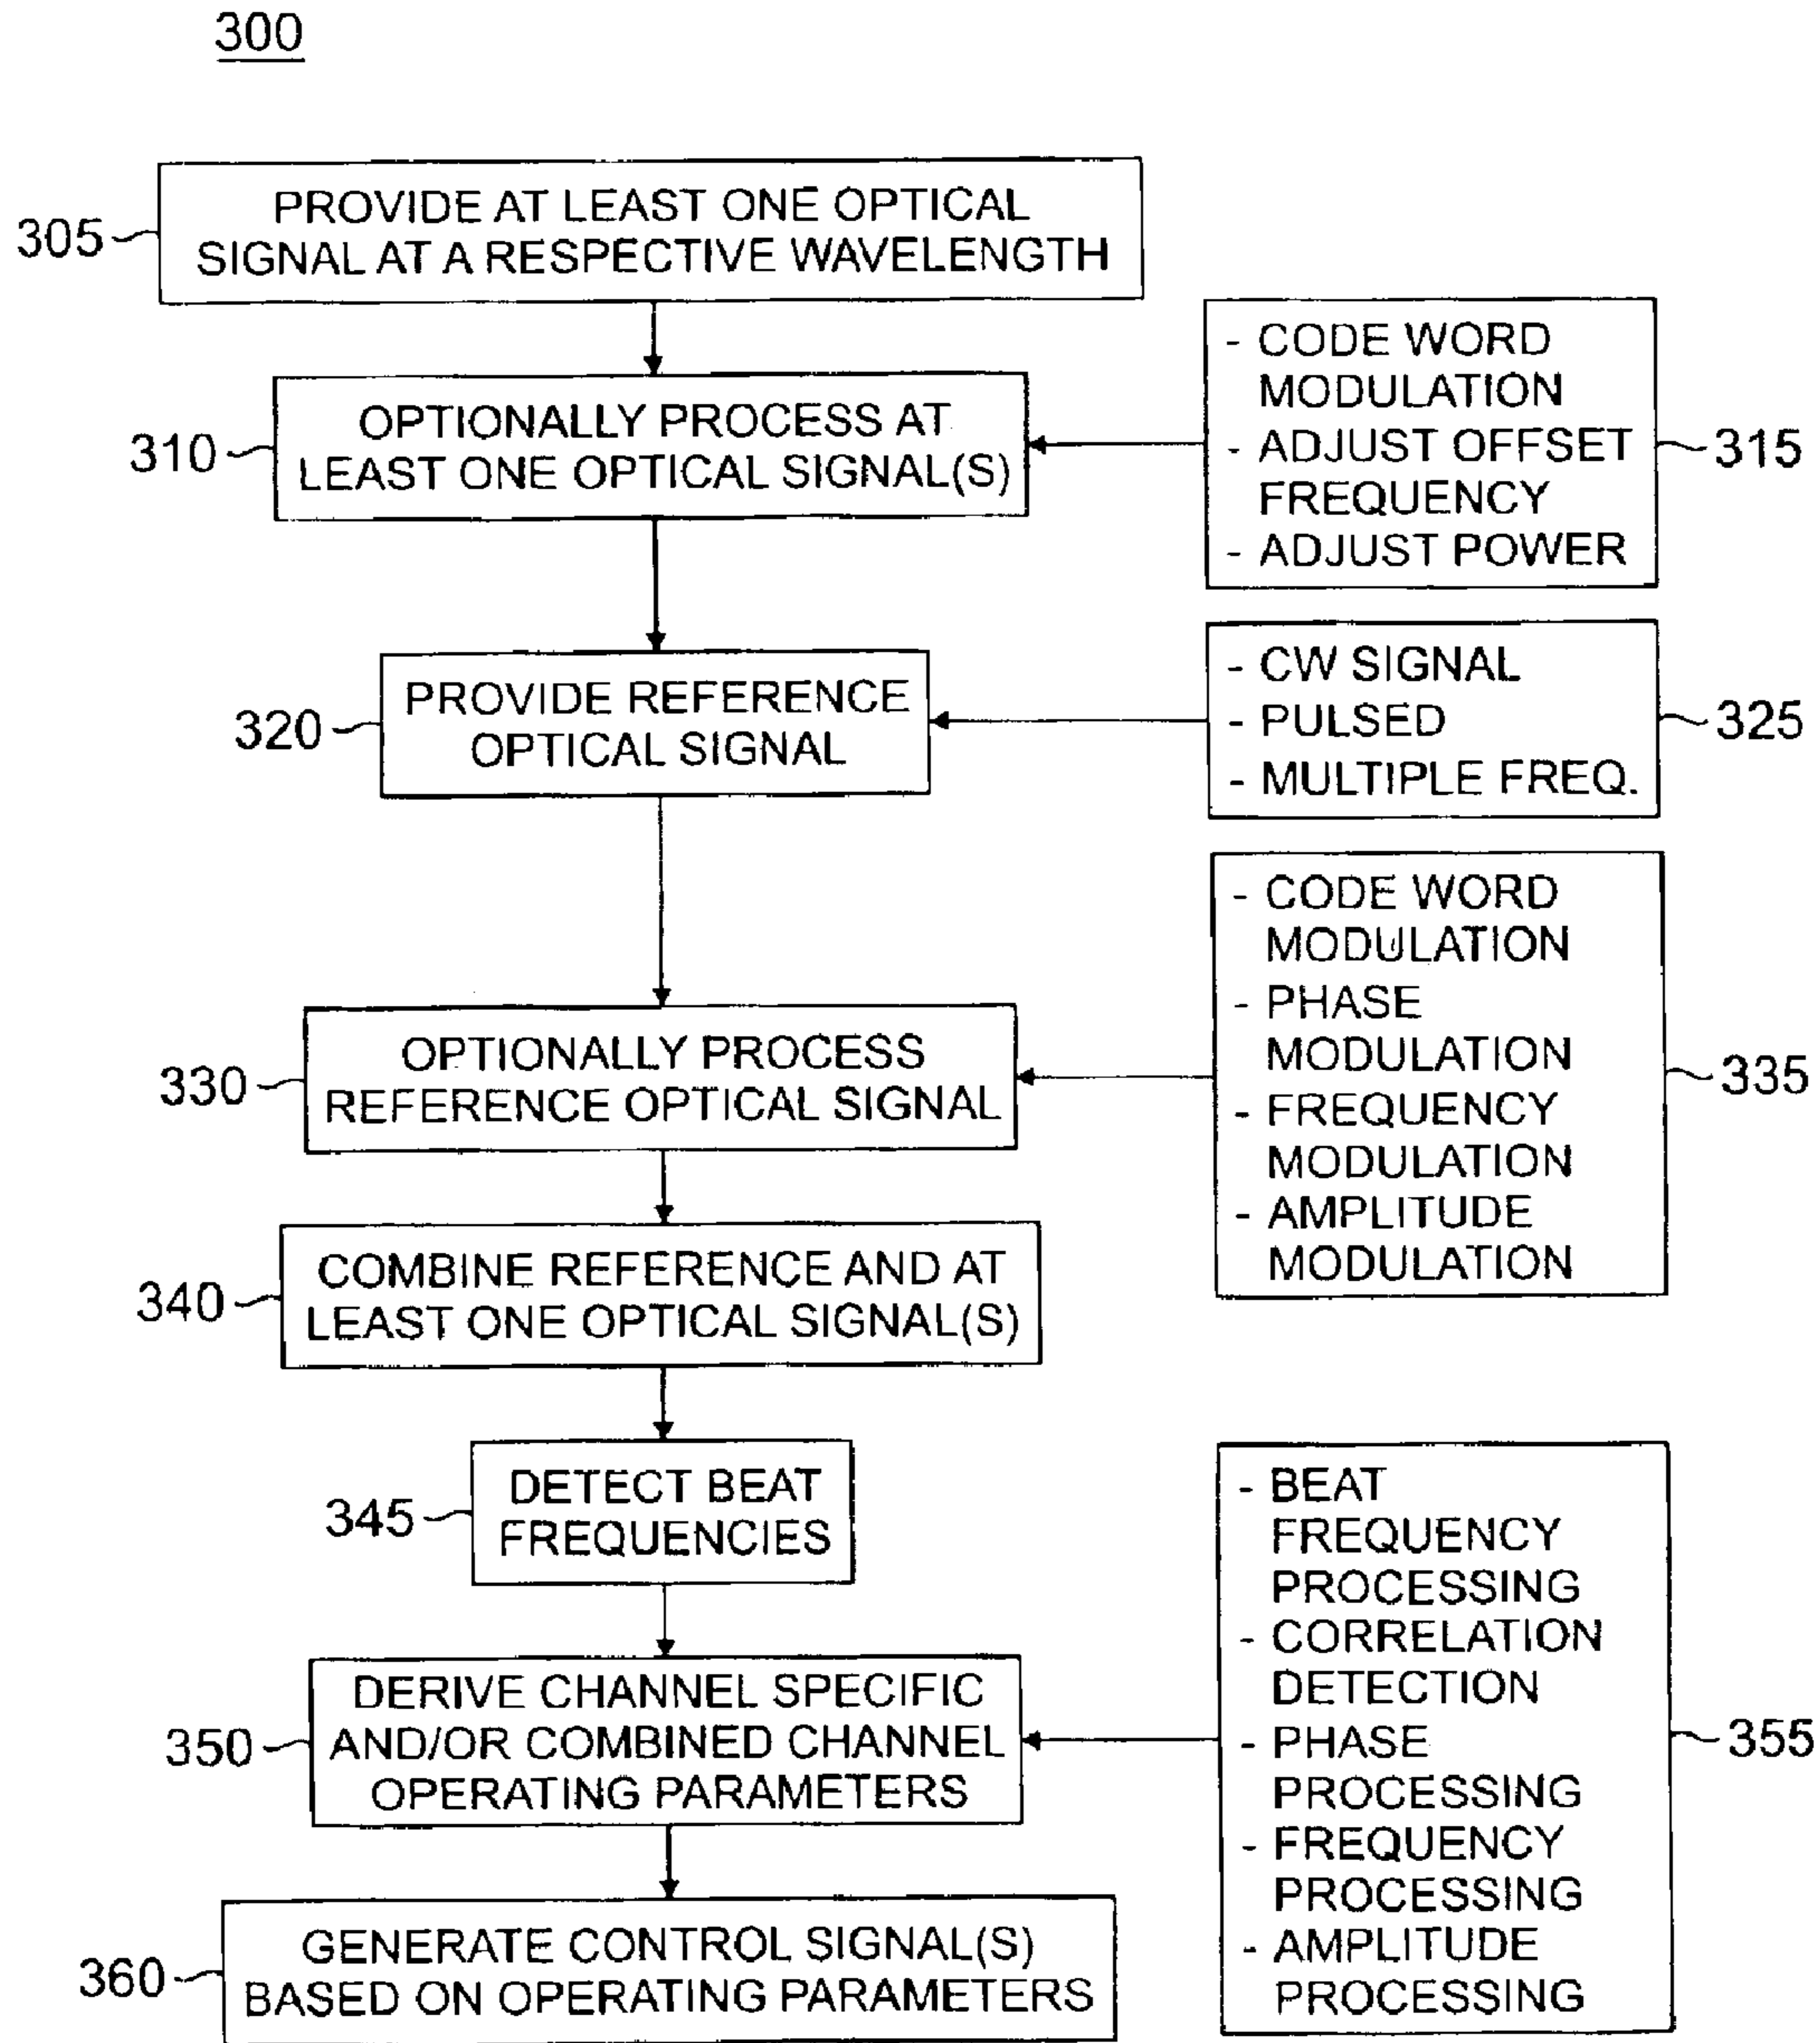 300
305
PROVIDE AT LEAST ONE OPTICAL
SIGNAL AT A RESPECTIVE WAVELENGTH
310
OPTIONALLY PROCESS AT
LEAST ONE OPTICAL SIGNAL(S)
- CODE WORD
MODULATION
- ADJUST OFFSET
FREQUENCY
- ADJUST POWER
315
320
PROVIDE REFERENCE
OPTICAL SIGNAL
- CW SIGNAL
- PULSED
- MULTIPLE FREQ.
325
330
OPTIONALLY PROCESS
REFERENCE OPTICAL SIGNAL
- CODE WORD
MODULATION
- PHASE
MODULATION
- FREQUENCY
MODULATION
- AMPLITUDE
MODULATION
335
340
COMBINE REFERENCE AND AT
LEAST ONE OPTICAL SIGNAL(S)
345
DETECT BEAT
FREQUENCIES
350
DERIVE CHANNEL SPECIFIC
AND/OR COMBINED CHANNEL
OPERATING PARAMETERS
- BEAT
FREQUENCY
PROCESSING
- CORRELATION
DETECTION
- PHASE
PROCESSING
- FREQUENCY
PROCESSING
- AMPLITUDE
PROCESSING
355
360
GENERATE CONTROL SIGNAL(S)
BASED ON OPERATING PARAMETERS